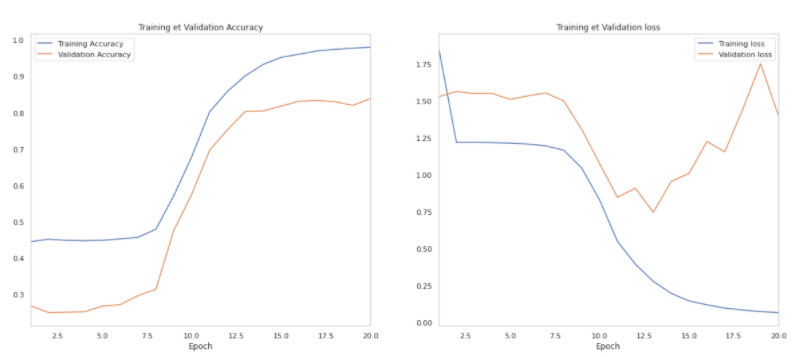 Training et Validation Accuracy
Training Accuracy
Validation Accuracy
1.0
0.9
0.8
0.7
0.6
0.5
0.4
0.3
2.5 5.0 7.5 10.0 12.5 15.0 17.5 20.0
Epoch
Training et Validation loss
Training loss
Validation loss
1.75
1.50
1.25
1.00
0.75
0.50
0.25
0.00
2.5 5.0 7.5 10.0 12.5 15.0 17.5 20.0
Epoch